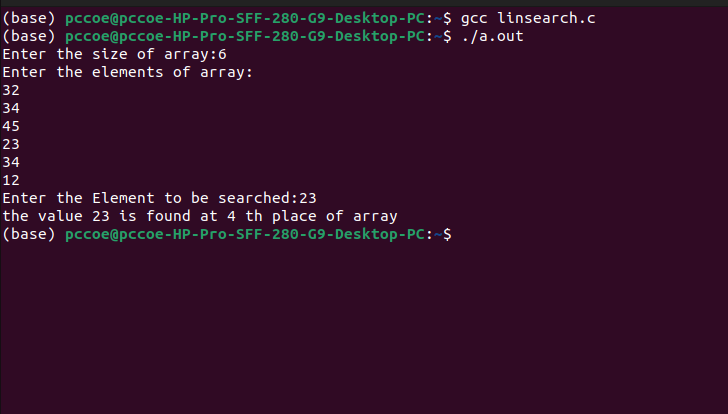 (base) pccoe@pccoe-HP-Pro-SFF-280-G9-Desktop-PC:~$ gcc linsearch.c
(base) pccoe@pccoe-HP-Pro-SFF-280-G9-Desktop-PC:~$ ./a.out
Enter the size of array:6
Enter the elements of array:
32
34
45
23
34
12
Enter the Element to be searched:23
the value 23 is found at 4 th place of array
(base) pccoe@pccoe-HP-Pro-SFF-280-G9-Desktop-PC:~$